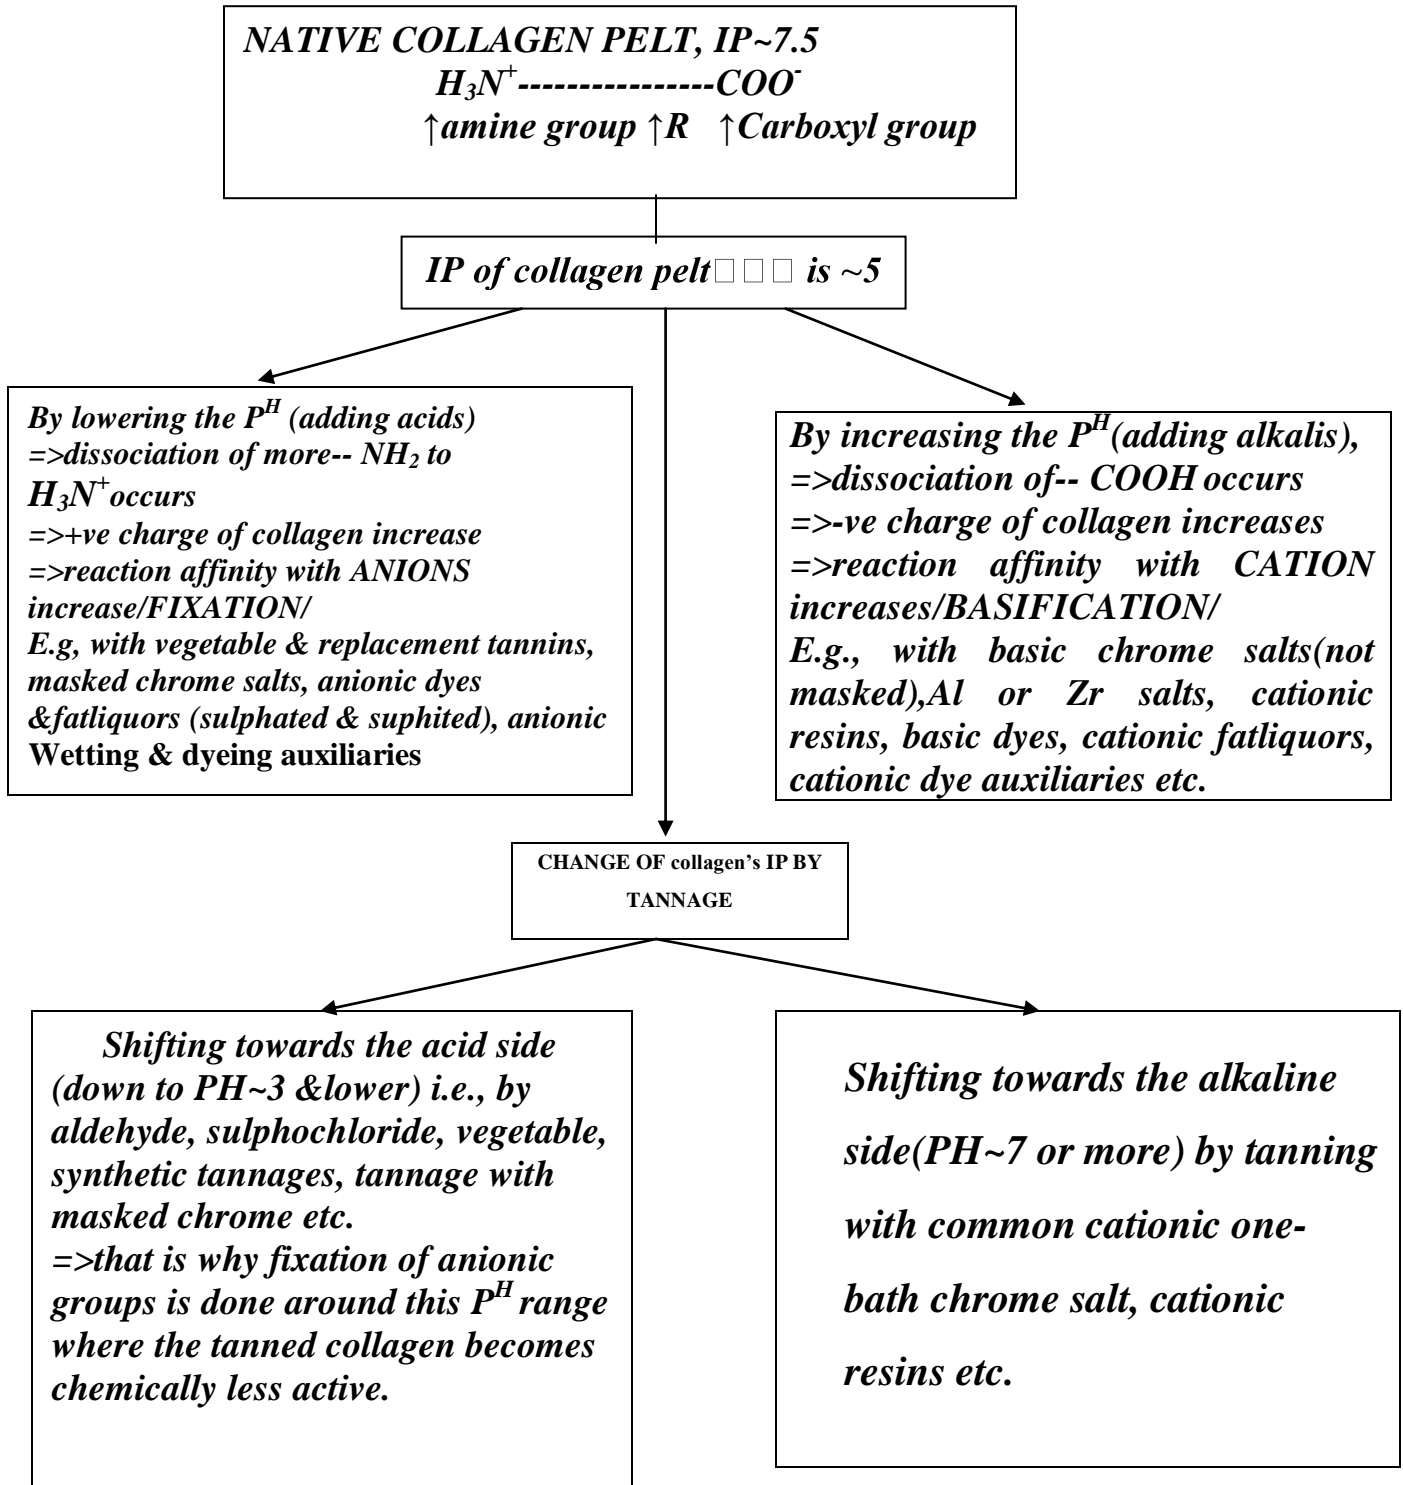 NATIVE COLLAGEN PELT, IP~7.5
H₃N⁺----------------COO⁻
↑amine group ↑R ↑Carboxyl group
IP of collagen pelt□□□ is ~5
By lowering the P^H (adding acids)
=>dissociation of more-- NH₂ to
H₃N⁺occurs
=>+ve charge of collagen increase
=>reaction affinity with ANIONS
increase/FIXATION/
E.g, with vegetable & replacement tannins,
masked chrome salts, anionic dyes
&fatliquors (sulphated & suphited), anionic
Wetting & dyeing auxiliaries
By increasing the P^H(adding alkalis),
=>dissociation of-- COOH occurs
=>-ve charge of collagen increases
=>reaction affinity with CATION
increases/BASIFICATION/
E.g., with basic chrome salts(not
masked),Al or Zr salts, cationic
resins, basic dyes, cationic fatliquors,
cationic dye auxiliaries etc.
CHANGE OF collagen's IP BY
TANNAGE
Shifting towards the acid side
(down to PH~3 &lower) i.e., by
aldehyde, sulphochloride, vegetable,
synthetic tannages, tannage with
masked chrome etc.
=>that is why fixation of anionic
groups is done around this P^H range
where the tanned collagen becomes
chemically less active.
Shifting towards the alkaline
side(PH~7 or more) by tanning
with common cationic one-
bath chrome salt, cationic
resins etc.